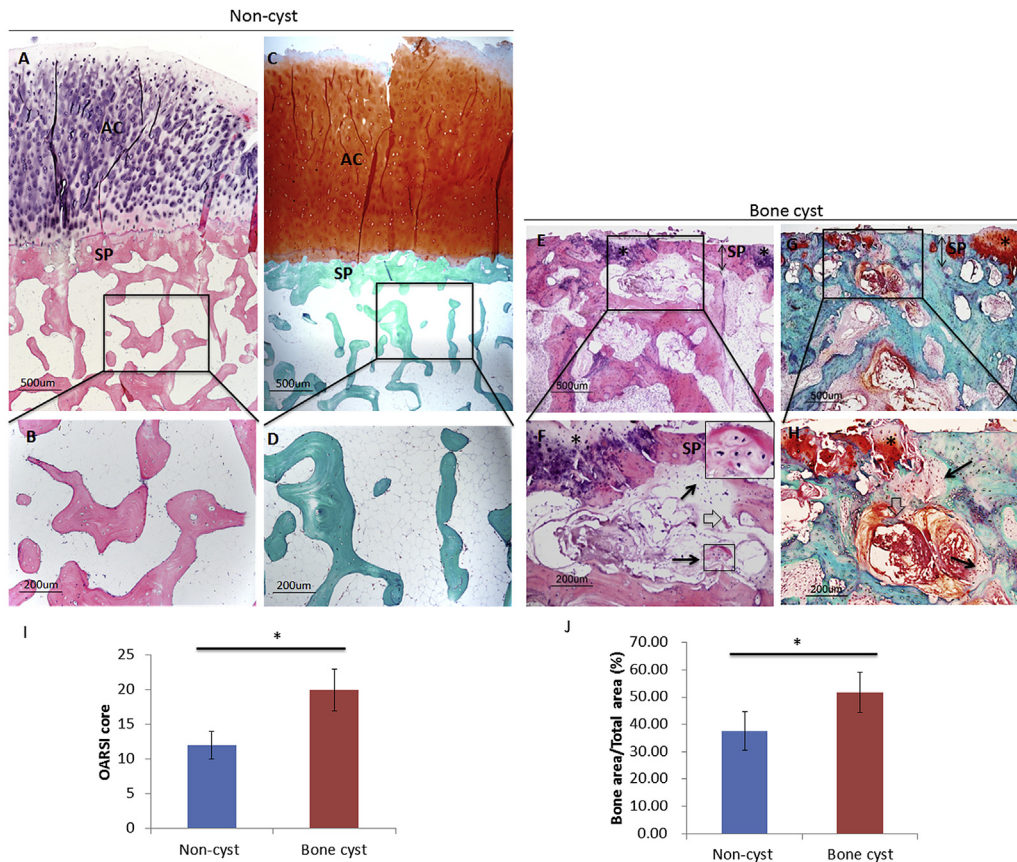 Non-cyst
A
C
AC
AC
SP
SP
500um
500um
B
D
200um
200um
Bone cyst
E
G
*
SP
*
SP
*
500um
500um
F
H
*
SP
*
200um
200um
I
*
OARSI core
25
20
15
10
5
0
Non-cyst
Bone cyst
J
*
Bone area/Total area (%)
70.00
60.00
50.00
40.00
30.00
20.00
10.00
0.00
Non-cyst
Bone cyst